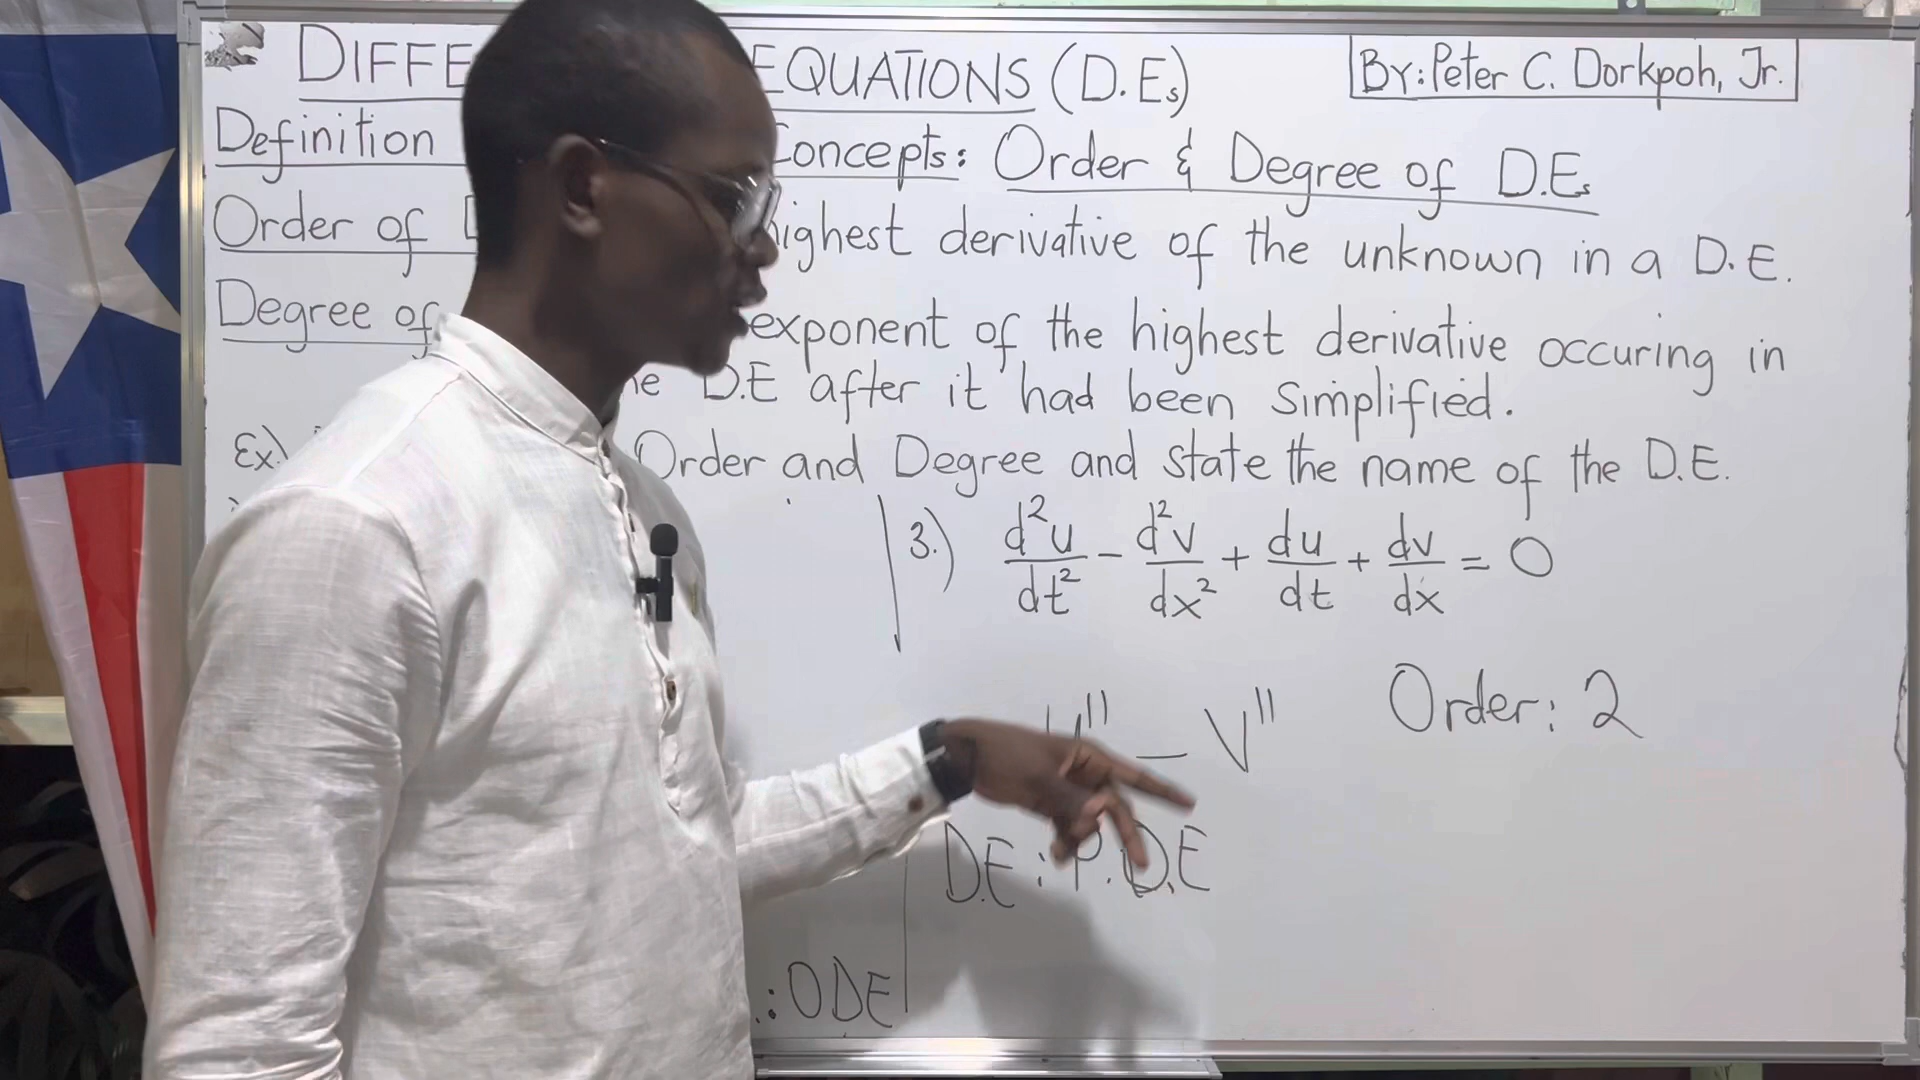 DIFFE EQUATIONS (D.Es)
By: Peter C. Dorkpoh, Jr.
Definition Concepts: Order & Degree of D.Es
Order of highest derivative of the unknown in a D.E.
Degree of exponent of the highest derivative occuring in
D.E after it had been simplified.
Ex.) Order and Degree and state the name of the D.E.
3.) d²u/dt² - d²v/dx² + du/dt + dv/dx = 0
Order: 2
U'' - V''
D.E: P.D.E
.: ODE